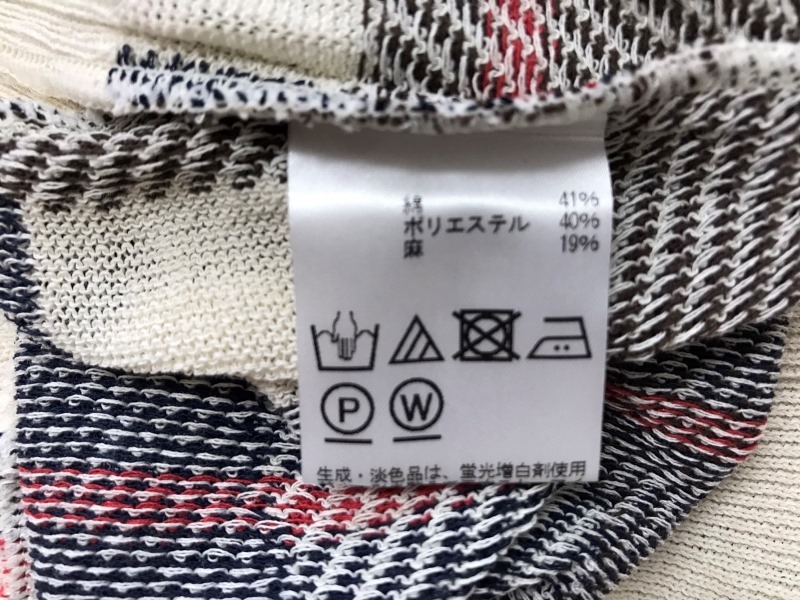 綿 41%
ポリエステル 40%
麻 19%
P W
生成・淡色品は、蛍光増白剤使用